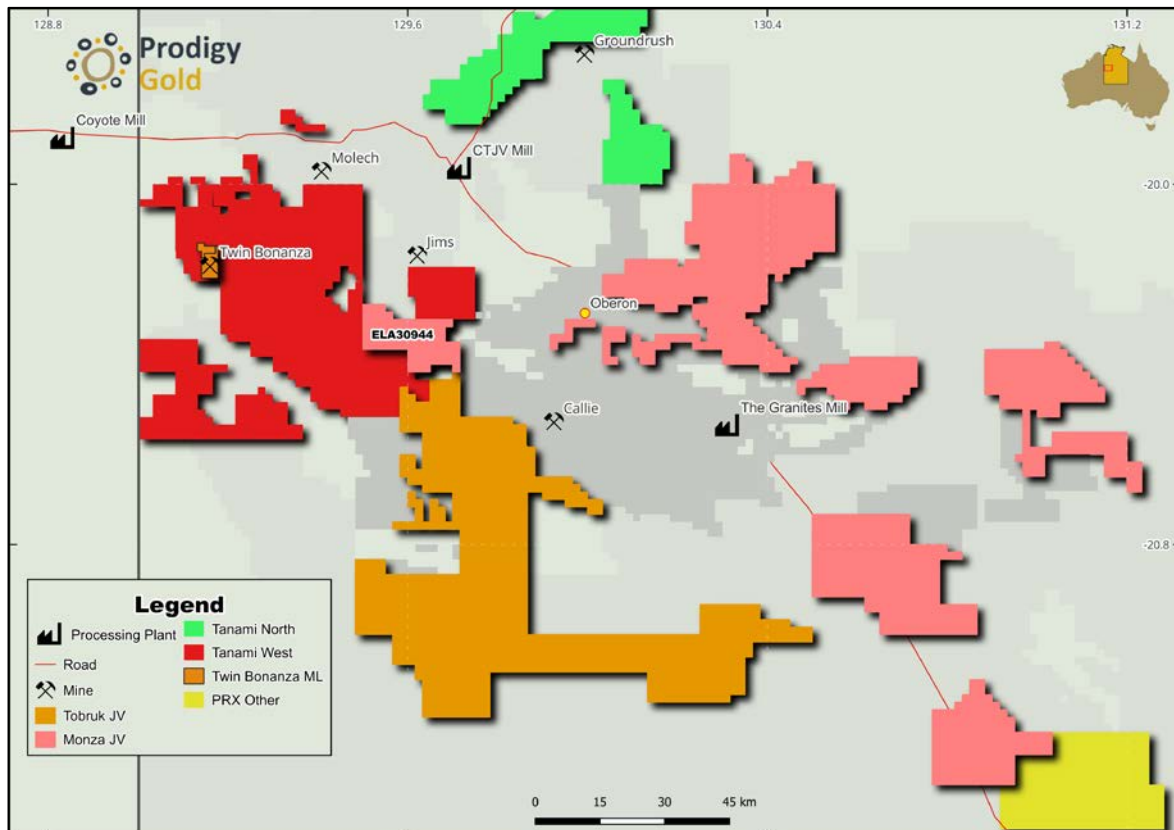 128.8
129.6
130.4
131.2
Prodigy
Gold
Groundrush
Coyote Mill
Molech
CTJV Mill
-20.0
Twin Bonanza
Jims
Oberon
ELA30944
Callie
The Granites Mill
-20.8
Legend
Processing Plant
Road
Mine
Tobruk JV
Monza JV
Tanami North
Tanami West
Twin Bonanza ML
PRX Other
0 15 30 45 km